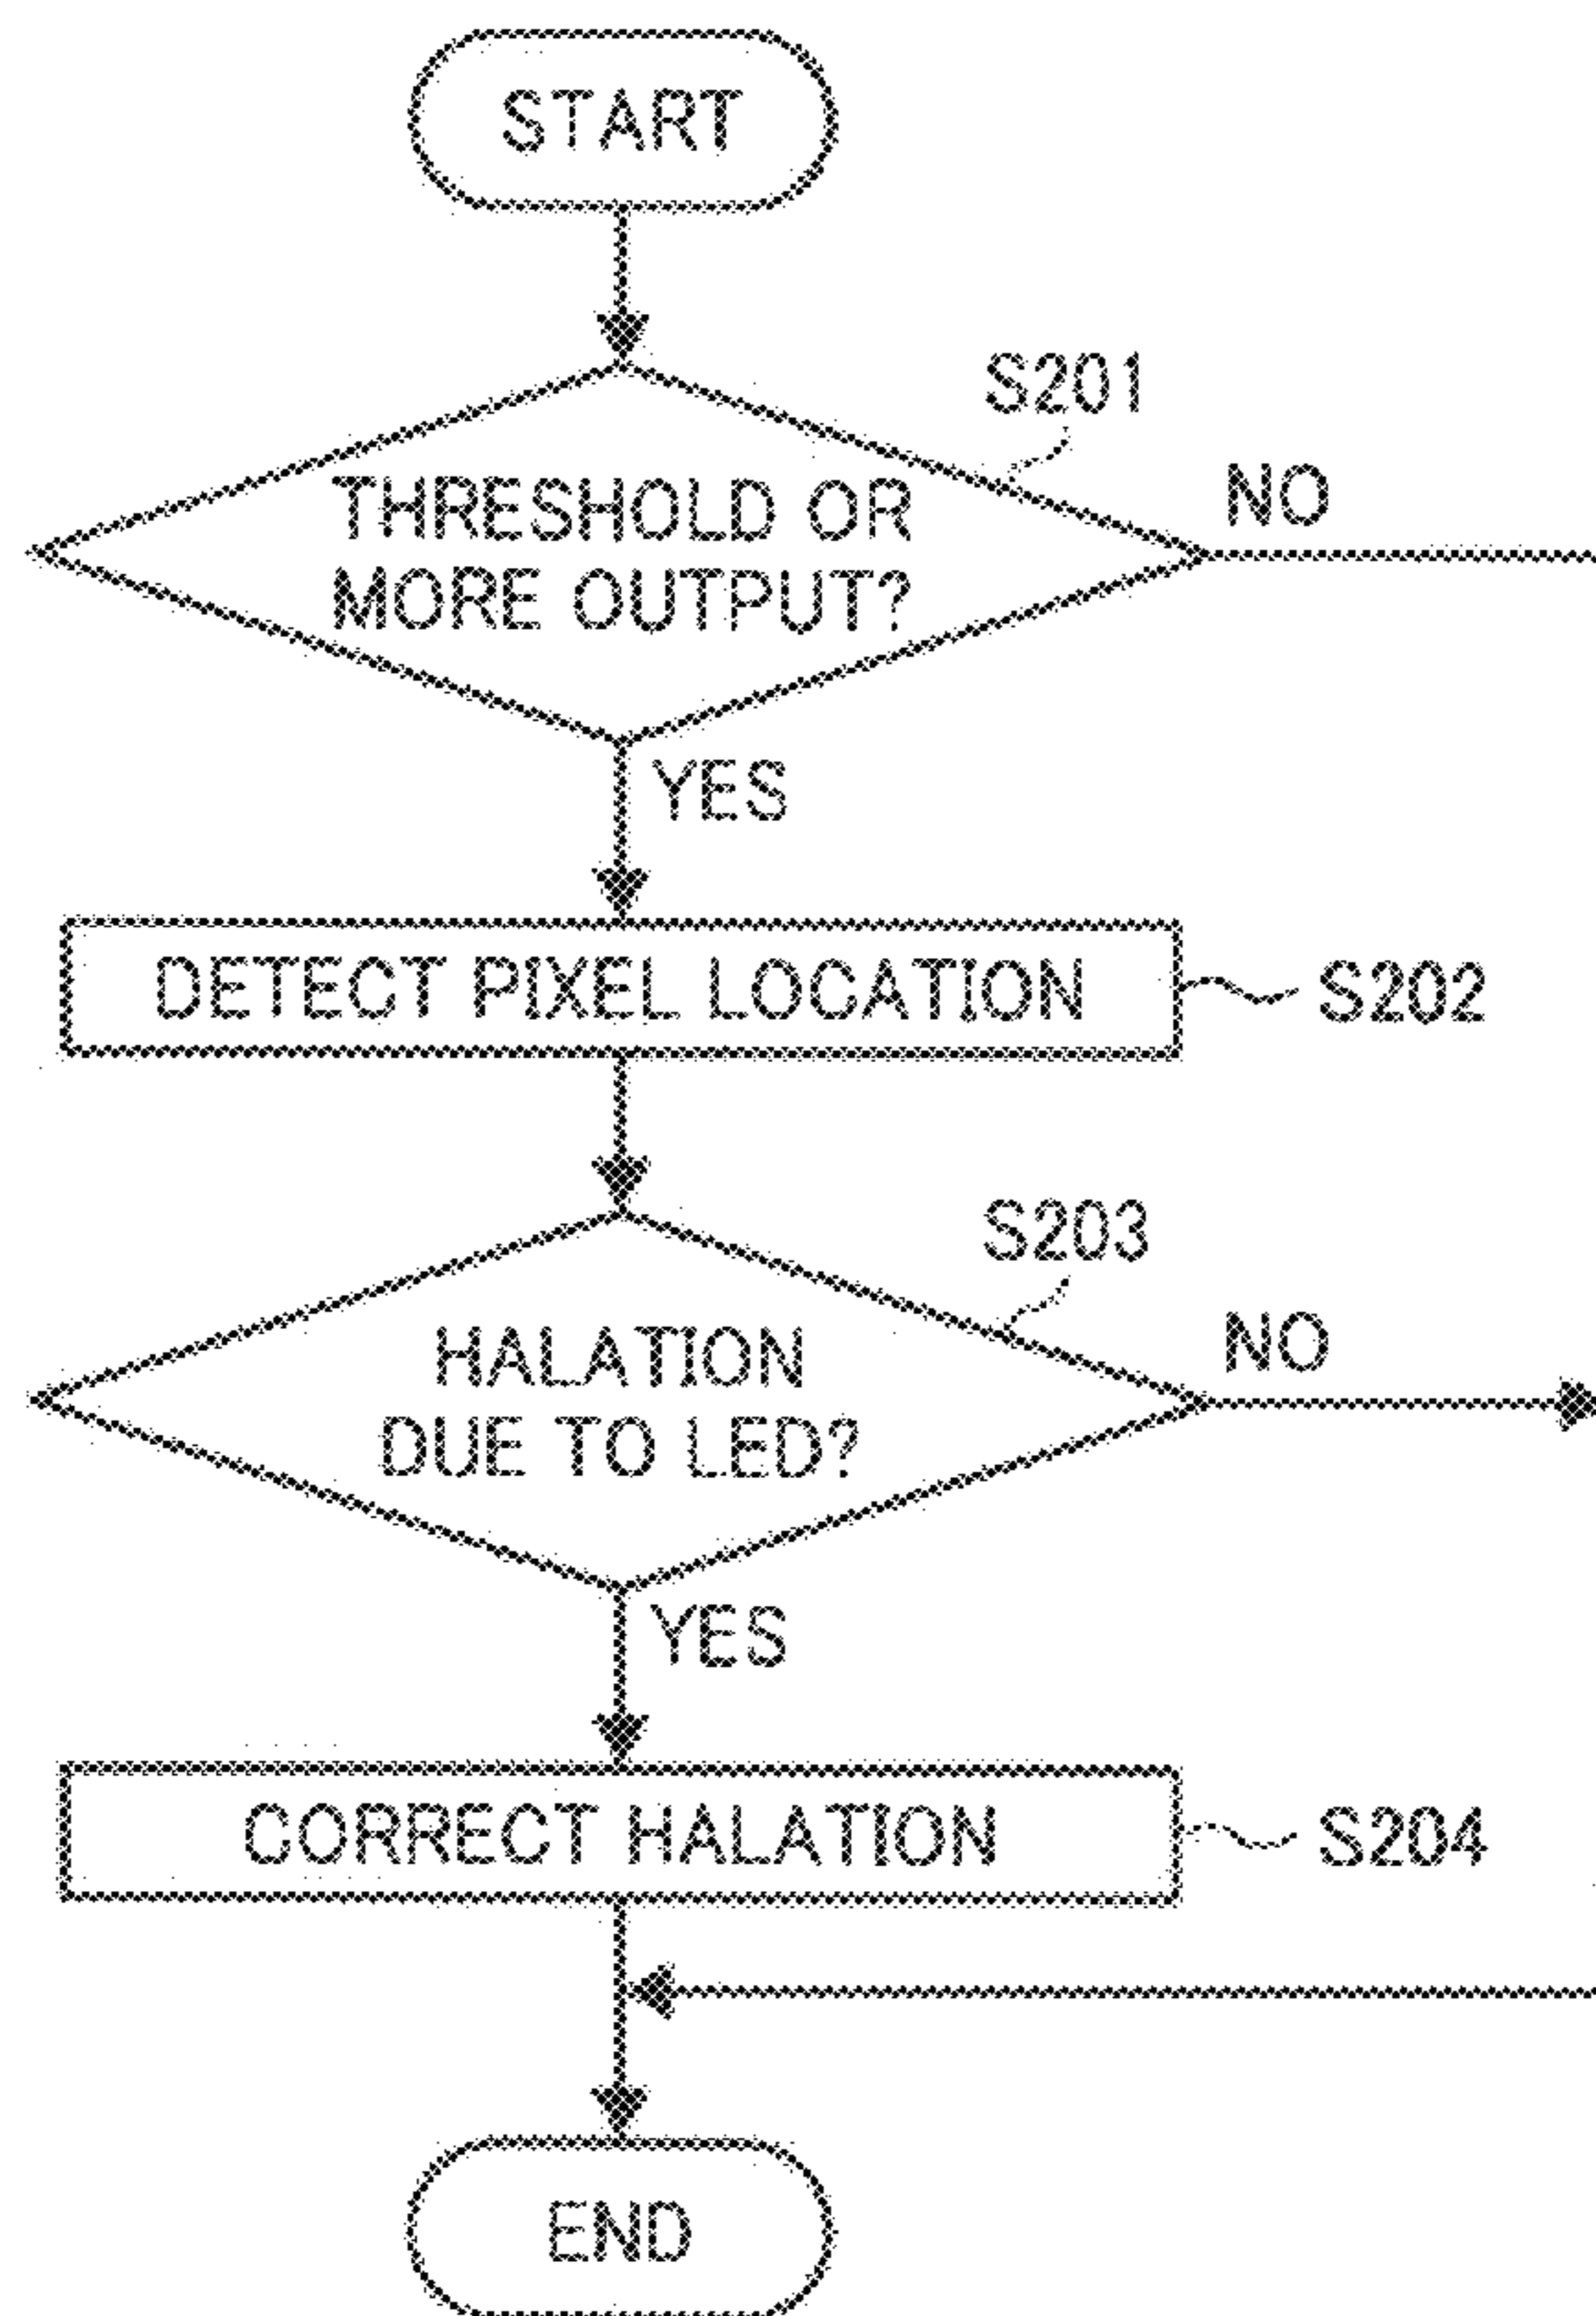 START
S201
THRESHOLD OR
MORE OUTPUT?
NO
YES
DETECT PIXEL LOCATION
S202
S203
HALATION
DUE TO LED?
NO
YES
CORRECT HALATION
S204
END